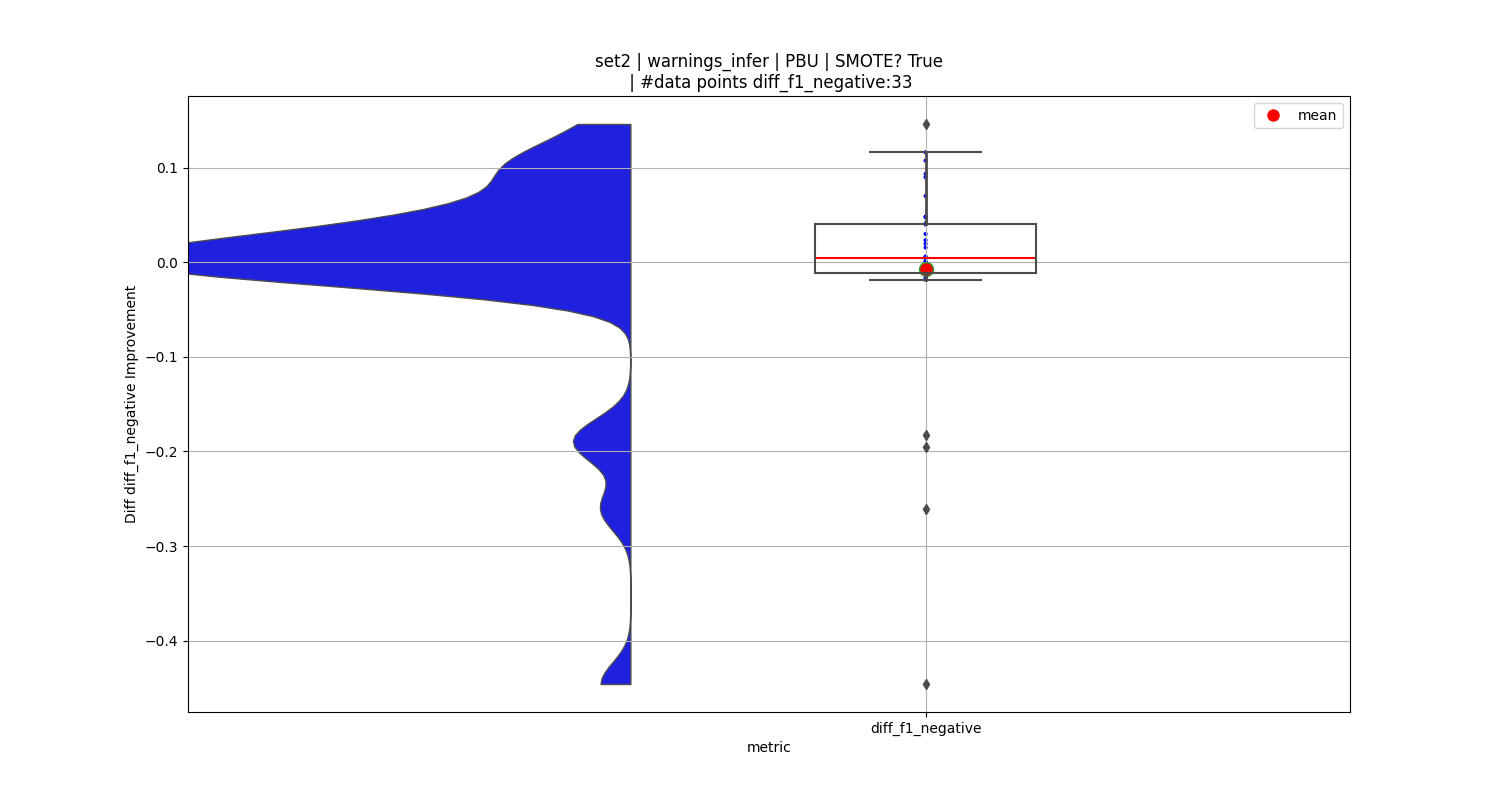 set2 | warnings_infer | PBU | SMOTE? True
| #data points diff_f1_negative:33
mean
0.1
0.0
−0.1
−0.2
−0.3
−0.4
Diff diff_f1_negative Improvement
diff_f1_negative
metric